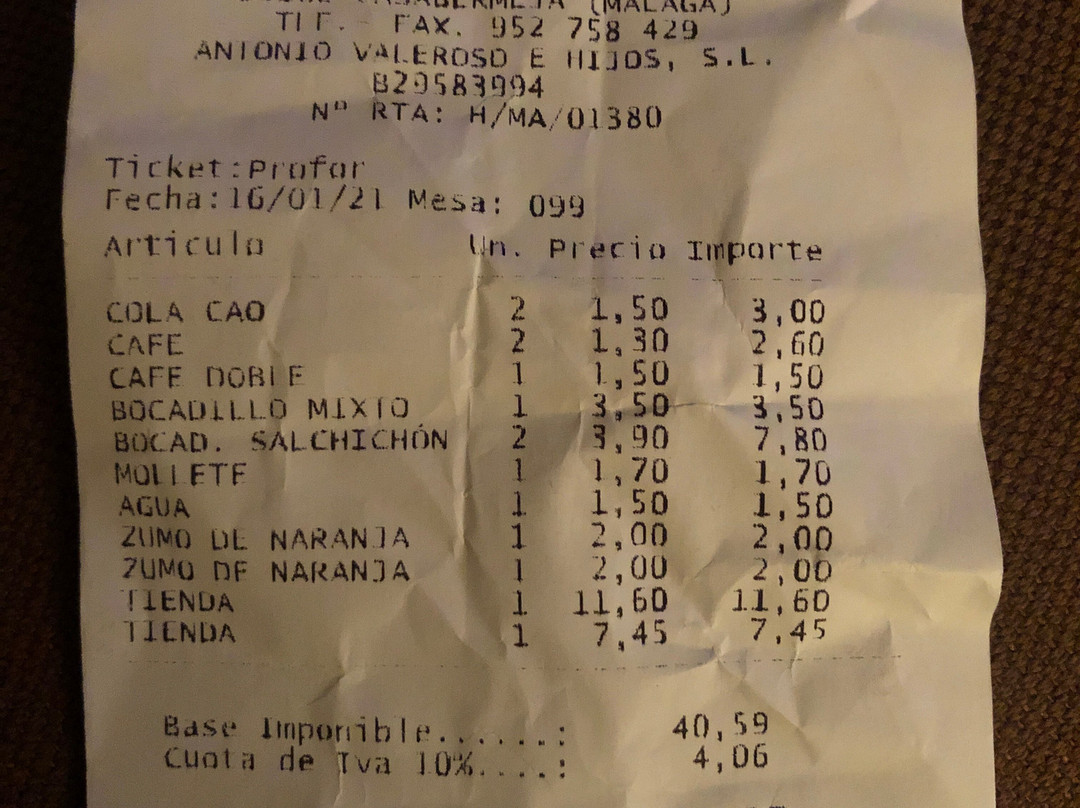 CASABERMEJA (MALAGA)
TLF. - FAX. 952 758 429
ANTONIO VALEROSO E HIJOS, S.L.
B29583994
Nº RTA: H/MA/01380
Ticket:Profor
Fecha:16/01/21 Mesa: 099
Articulo Un. Precio Importe
COLA CAO 2 1,50 3,00
CAFE 2 1,30 2,60
CAFE DOBLE 1 1,50 1,50
BOCADILLO MIXTO 1 3,50 3,50
BOCAD. SALCHICHÓN 2 3,90 7,80
MOLLETE 1 1,70 1,70
AGUA 1 1,50 1,50
ZUMO DE NARANJA 1 2,00 2,00
ZUMO DE NARANJA 1 2,00 2,00
TIENDA 1 11,60 11,60
TIENDA 1 7,45 7,45
Base Imponible......: 40,59
Cuota de Iva 10%....: 4,06